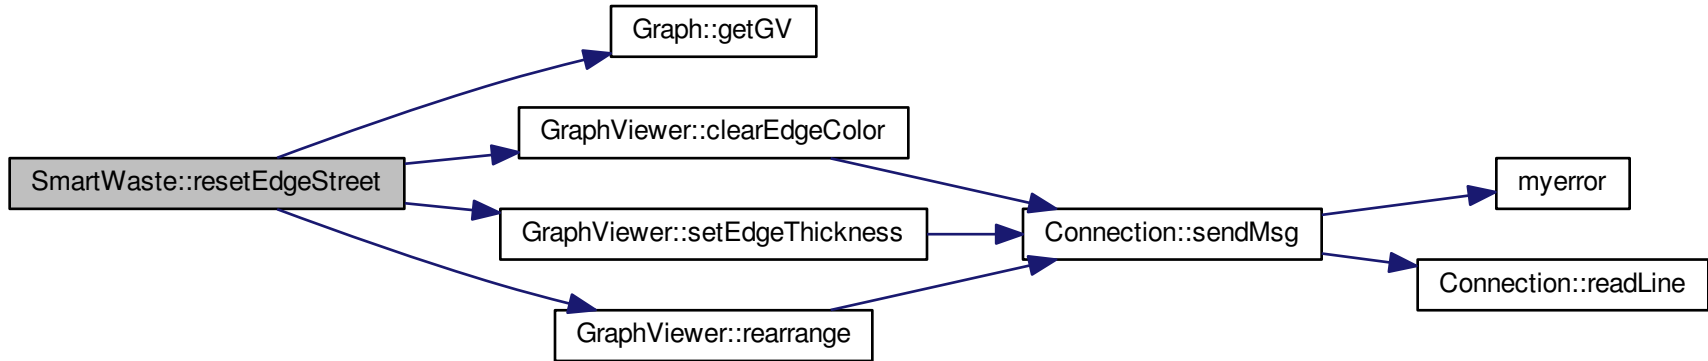 Graph::getGV
GraphViewer::clearEdgeColor
SmartWaste::resetEdgeStreet
myerror
GraphViewer::setEdgeThickness
Connection::sendMsg
Connection::readLine
GraphViewer::rearrange